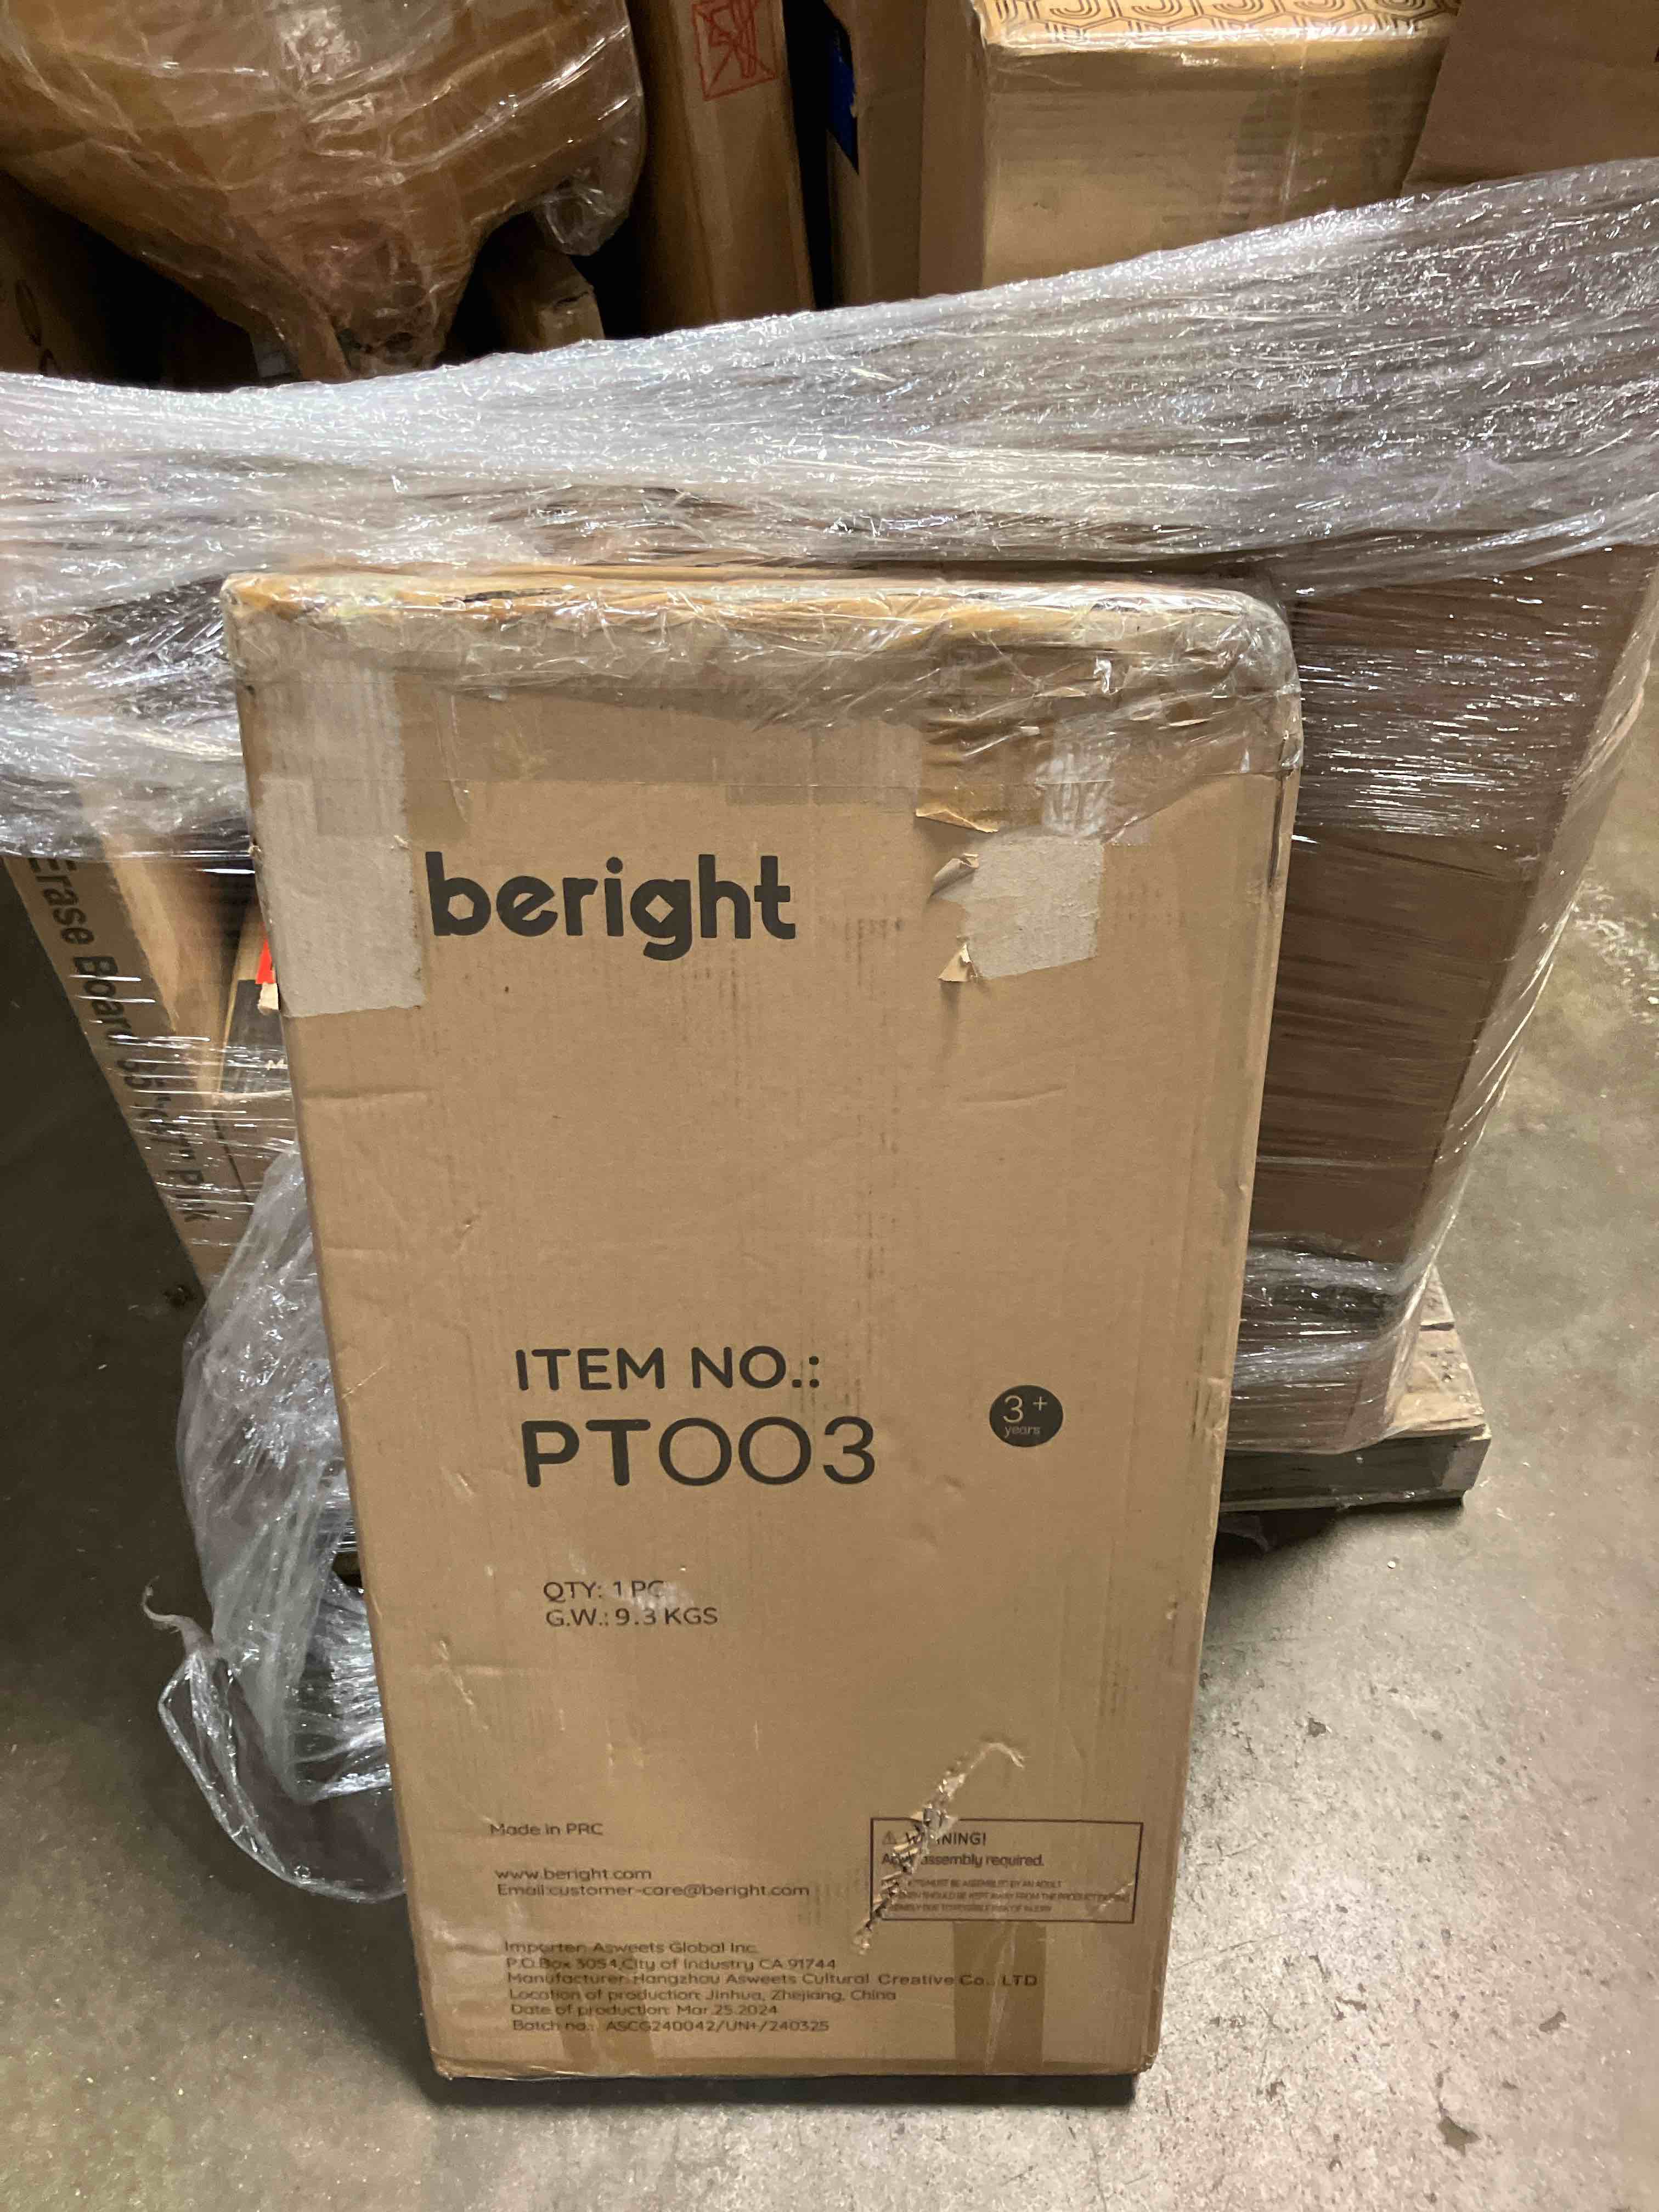 beright
ITEM NO.:
PT003
3+
years
QTY: 1 PC
G.W.: 9.3 KGS
Made in PRC
www.beright.com
Email:customer-care@beright.com
WARNING!
Adult assembly required.
Importer: Asweets Global Inc.
P.O.Box 3054,City of Industry CA 91744
Manufacturer: Hangzhou Asweets Cultural Creative Co., LTD
Location of production: Jinhua, Zhejiang, China
Date of production: Mar.25.2024
Batch no.: ASCG240042/UN+/240325
Erase Board